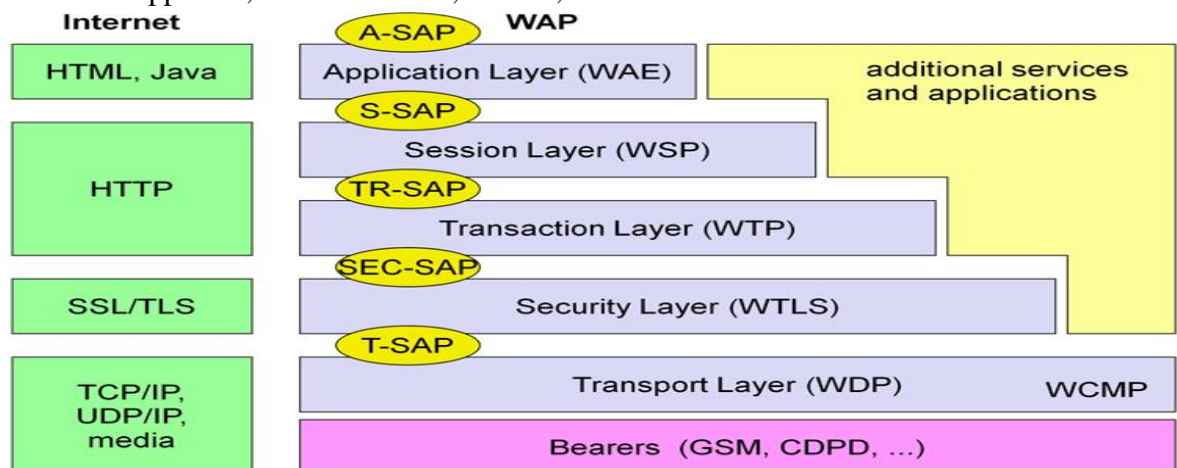 Internet
WAP
A-SAP
HTML, Java
Application Layer (WAE)
additional services
and applications
S-SAP
HTTP
Session Layer (WSP)
TR-SAP
Transaction Layer (WTP)
SEC-SAP
SSL/TLS
Security Layer (WTLS)
T-SAP
TCP/IP,
UDP/IP,
media
Transport Layer (WDP)
WCMP
Bearers (GSM, CDPD, ...)